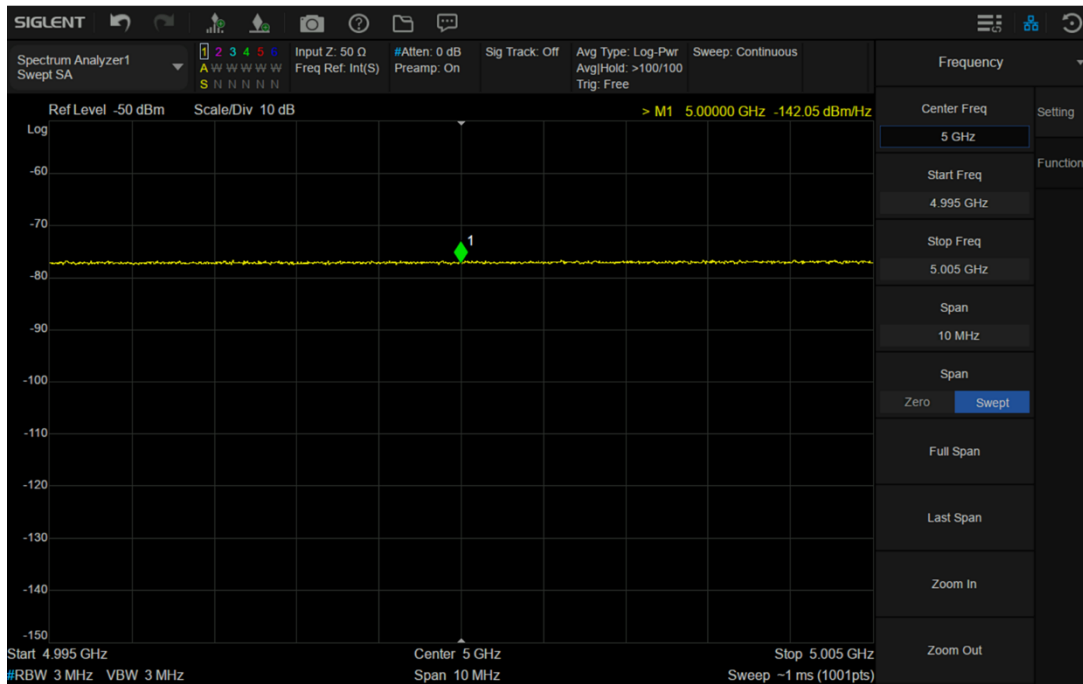 SIGLENT
Spectrum Analyzer1
Swept SA
1 2 3 4 5 6
A W W W W W
S N N N N N
Input Z: 50 Ω
Freq Ref: Int(S)
#Atten: 0 dB
Preamp: On
Sig Track: Off
Avg Type: Log-Pwr
Avg|Hold: >100/100
Trig: Free
Sweep: Continuous
Ref Level -50 dBm Scale/Div 10 dB
> M1 5.00000 GHz -142.05 dBm/Hz
Log
-60
-70
1
-80
-90
-100
-110
-120
-130
-140
-150
Start 4.995 GHz Center 5 GHz Stop 5.005 GHz
#RBW 3 MHz VBW 3 MHz Span 10 MHz Sweep ~1 ms (1001pts)
Frequency
Center Freq
5 GHz
Start Freq
4.995 GHz
Stop Freq
5.005 GHz
Span
10 MHz
Span
Zero Swept
Full Span
Last Span
Zoom In
Zoom Out
Setting
Function